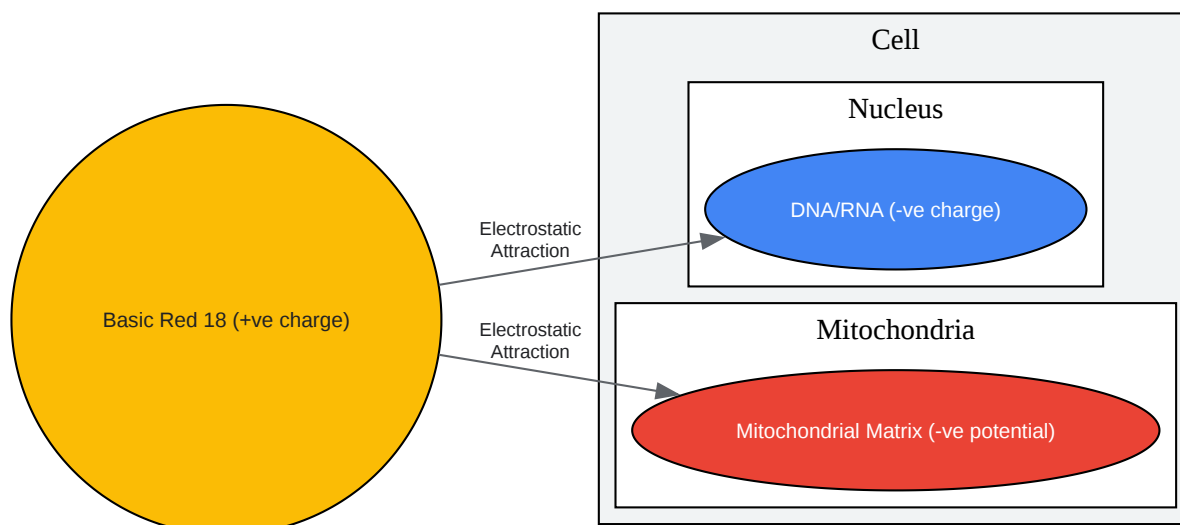 Cell
Nucleus
DNA/RNA (-ve charge)
Electrostatic
Attraction
Basic Red 18 (+ve charge)
Electrostatic
Attraction
Mitochondria
Mitochondrial Matrix (-ve potential)